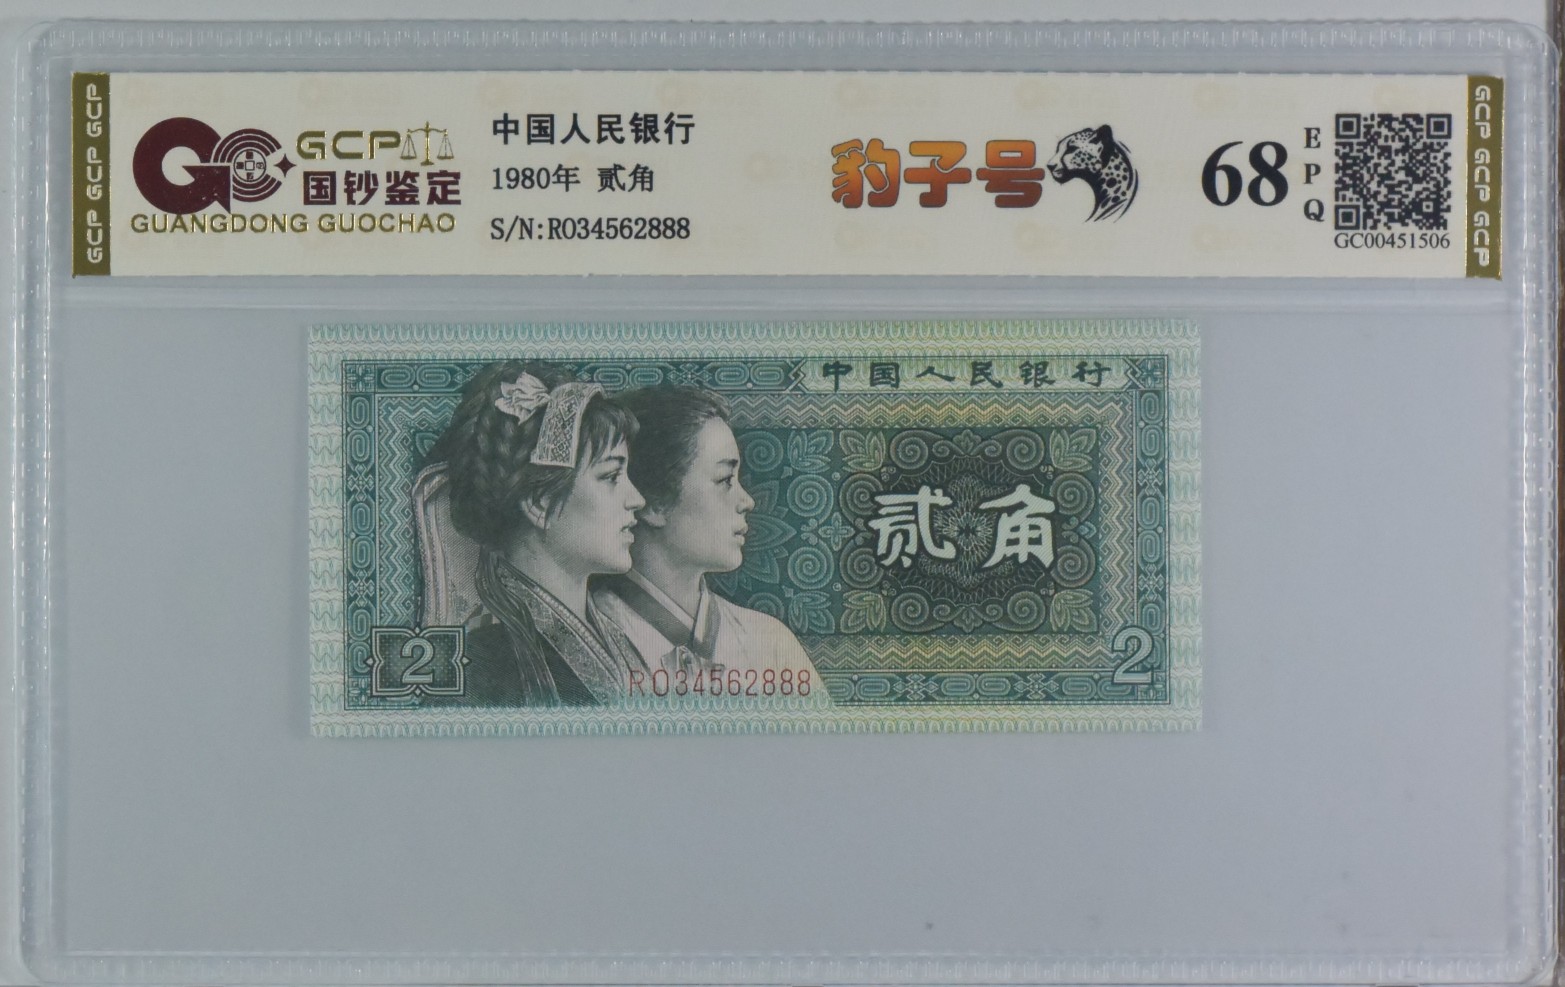 GCP GCP GCP
GCP
国钞鉴定
GUANGDONG GUOCHAO
中国人民银行
1980年 贰角
S/N:RO34562888
豹子号
68
E
P
Q
GC00451506
GCP GCP GCP
中国人民银行
贰角
2
2
RO34562888